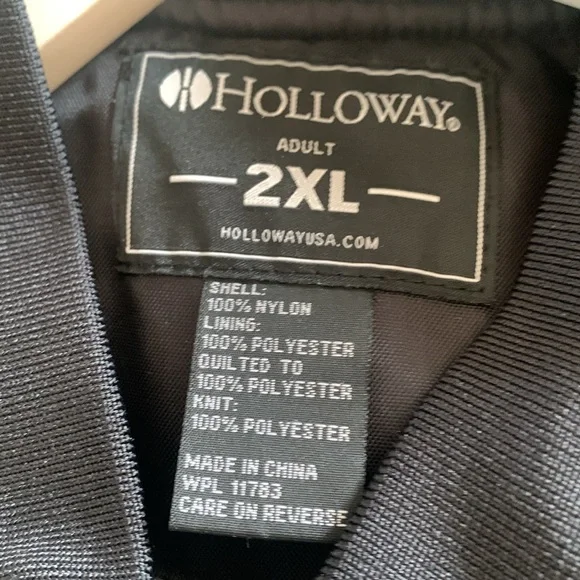 HOLLOWAY®
ADULT
2XL
HOLLOWAYUSA.COM
SHELL:
100% NYLON
LINING:
100% POLYESTER
QUILTED TO
100% POLYESTER
KNIT:
100% POLYESTER
MADE IN CHINA
WPL 11783
CARE ON REVERSE